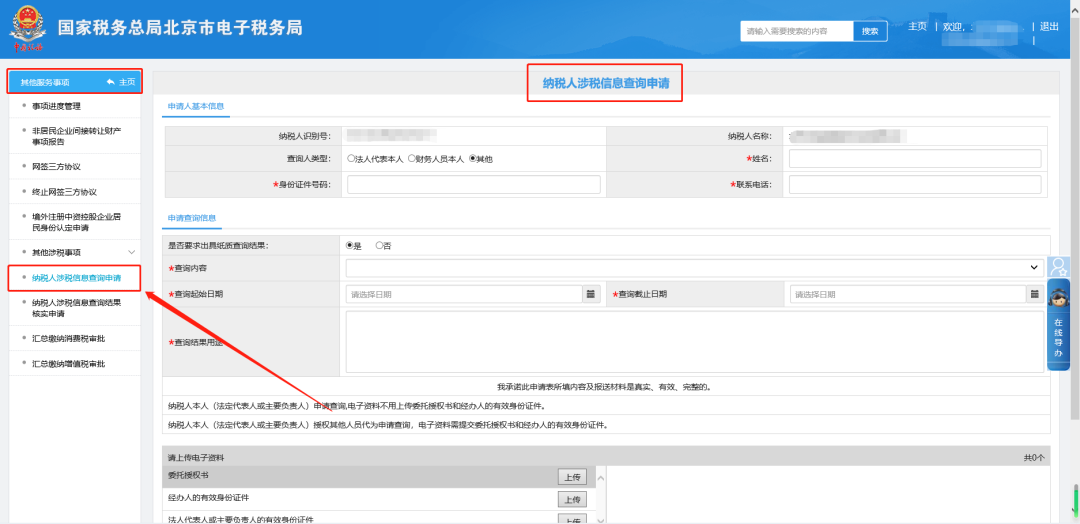 国家税务总局北京市电子税务局
请输入需要搜索的内容
搜索
主页 | 欢迎, | 退出
其他服务事项 主页
事项进度管理
非居民企业间接转让财产
事项报告
网签三方协议
终止网签三方协议
境外注册中资控股企业居
民身份认定申请
其他涉税事项
纳税人涉税信息查询申请
纳税人涉税信息查询结果
核实申请
汇总缴纳消费税审批
汇总缴纳增值税审批
纳税人涉税信息查询申请
申请人基本信息
纳税人识别号: 纳税人名称:
查询人类型: 法人代表本人 财务人员本人 其他 *姓名:
*身份证件号码: *联系电话:
申请查询信息
是否要求出具纸质查询结果: 是 否
*查询内容
*查询起始日期 请选择日期 *查询截止日期 请选择日期
*查询结果用途
我承诺此申请表所填内容及报送材料是真实、有效、完整的。
纳税人本人（法定代表人或主要负责人）申请查询,电子资料不用上传委托授权书和经办人的有效身份证件。
纳税人本人（法定代表人或主要负责人）授权其他人员代为申请查询，电子资料需提交委托授权书和经办人的有效身份证件。
请上传电子资料 共0个
委托授权书 上传
经办人的有效身份证件 上传
法人代表人或主要负责人的有效身份证件 上传
在线导办